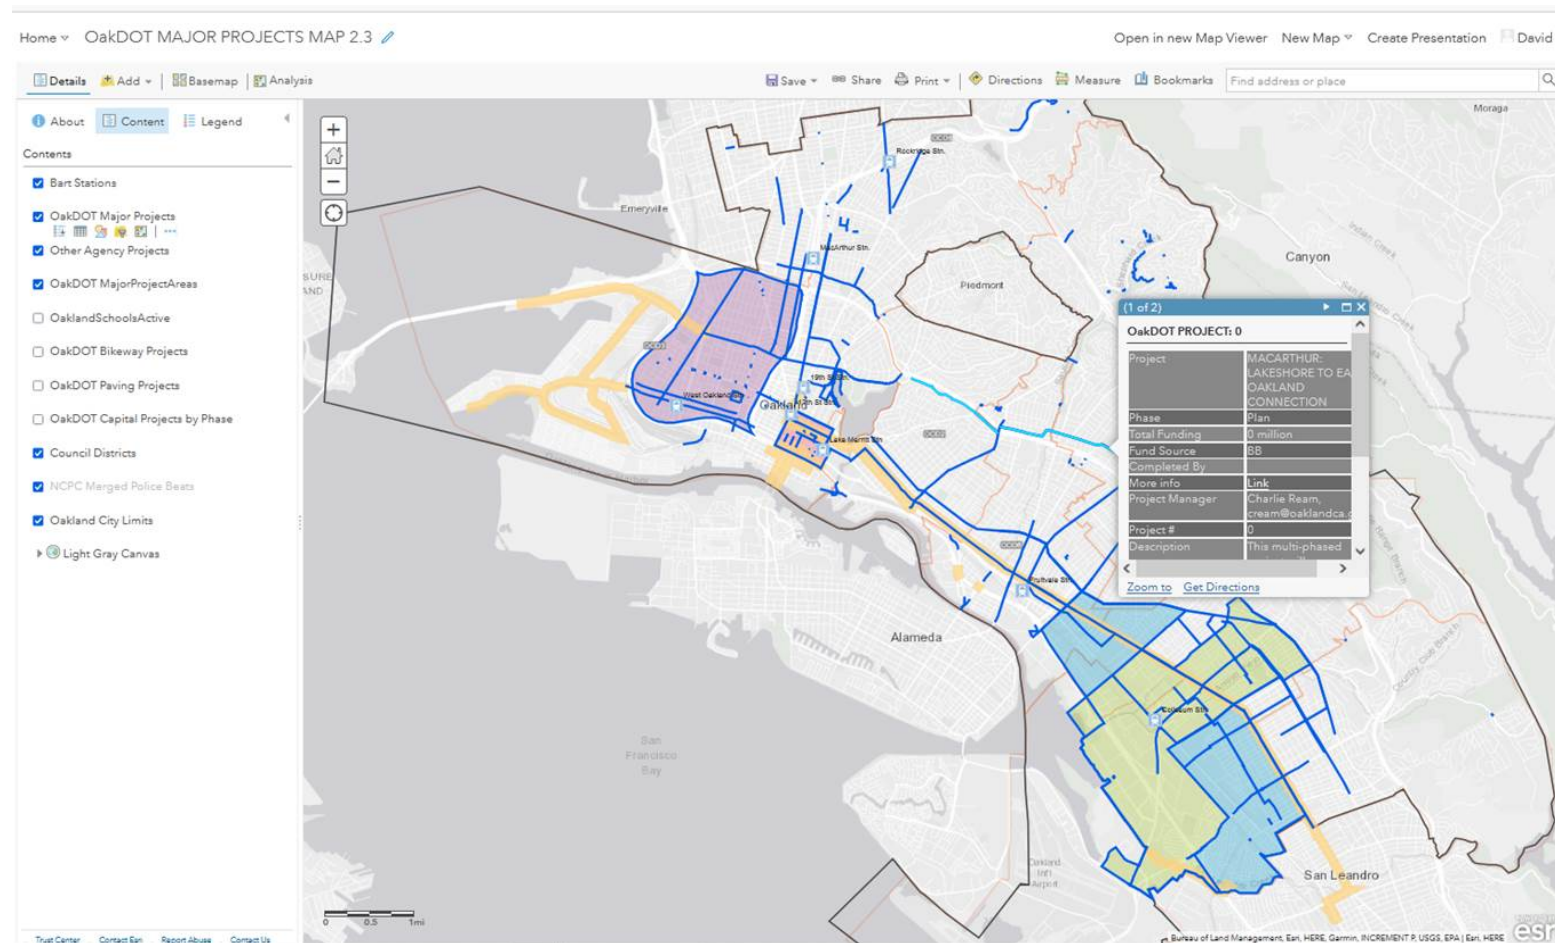 Home
OakDOT MAJOR PROJECTS MAP 2.3
Open in new Map Viewer
New Map
Create Presentation
David
Details
Add
Basemap
Analysis
Save
Share
Print
Directions
Measure
Bookmarks
Find address or place
About
Content
Legend
Contents
Bart Stations
OakDOT Major Projects
Other Agency Projects
OakDOT MajorProjectAreas
OaklandSchoolsActive
OakDOT Bikeway Projects
OakDOT Paving Projects
OakDOT Capital Projects by Phase
Council Districts
NCPC Merged Police Beats
Oakland City Limits
Light Gray Canvas
Trust Center
Contact Esri
Report Abuse
Contact Us
Moraga
Rockridge Stn.
Emeryville
MacArthur Stn.
Canyon
Piedmont
(1 of 2)
OakDOT PROJECT: 0
Project
MACARTHUR:
LAKESHORE TO EA
OAKLAND
CONNECTION
Phase
Plan
Total Funding
0 million
Fund Source
BB
Completed By
More info
Link
Project Manager
Charlie Ream,
cream@oaklandca.
Project #
0
Description
This multi-phased
Zoom to
Get Directions
West Oakland Stn.
Oakland
Lake Merritt Stn
Fruitvale Stn.
Alameda
Coliseum Stn.
San
Francisco
Bay
Oakland
Int'l
Airport
San Leandro
0
0.5
1mi
Bureau of Land Management, Esri, HERE, Garmin, INCREMENT P, USGS, EPA | Esri, HERE
esri